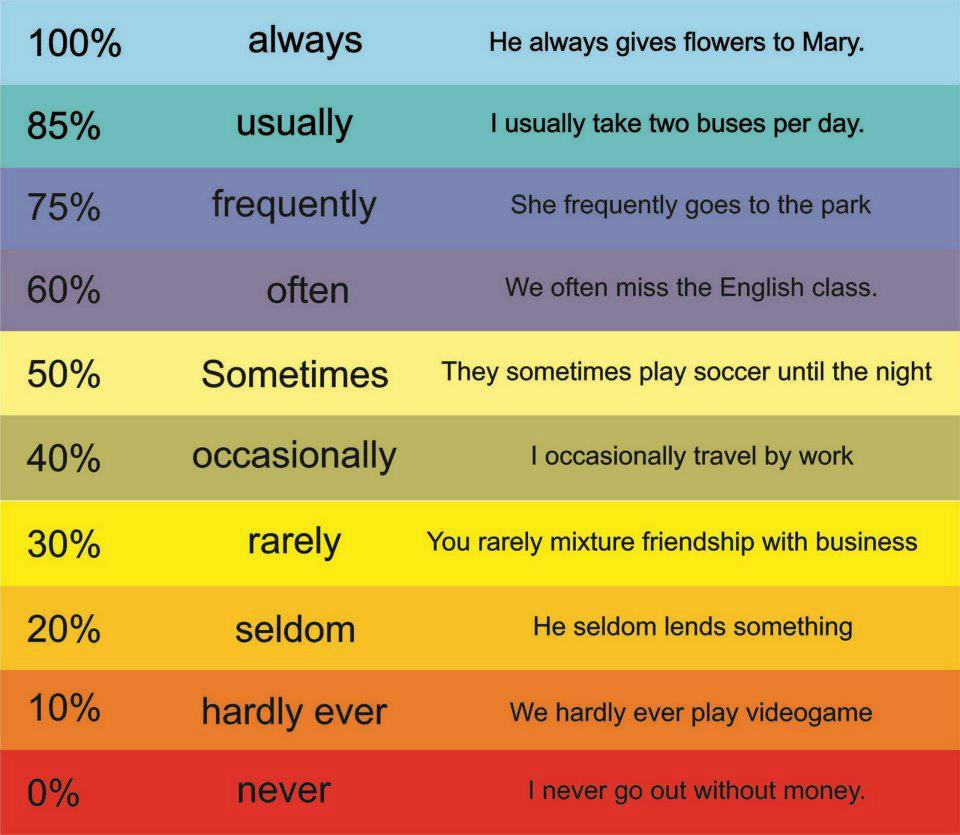 100% always He always gives flowers to Mary.
85% usually I usually take two buses per day.
75% frequently She frequently goes to the park
60% often We often miss the English class.
50% Sometimes They sometimes play soccer until the night
40% occasionally I occasionally travel by work
30% rarely You rarely mixture friendship with business
20% seldom He seldom lends something
10% hardly ever We hardly ever play videogame
0% never I never go out without money.